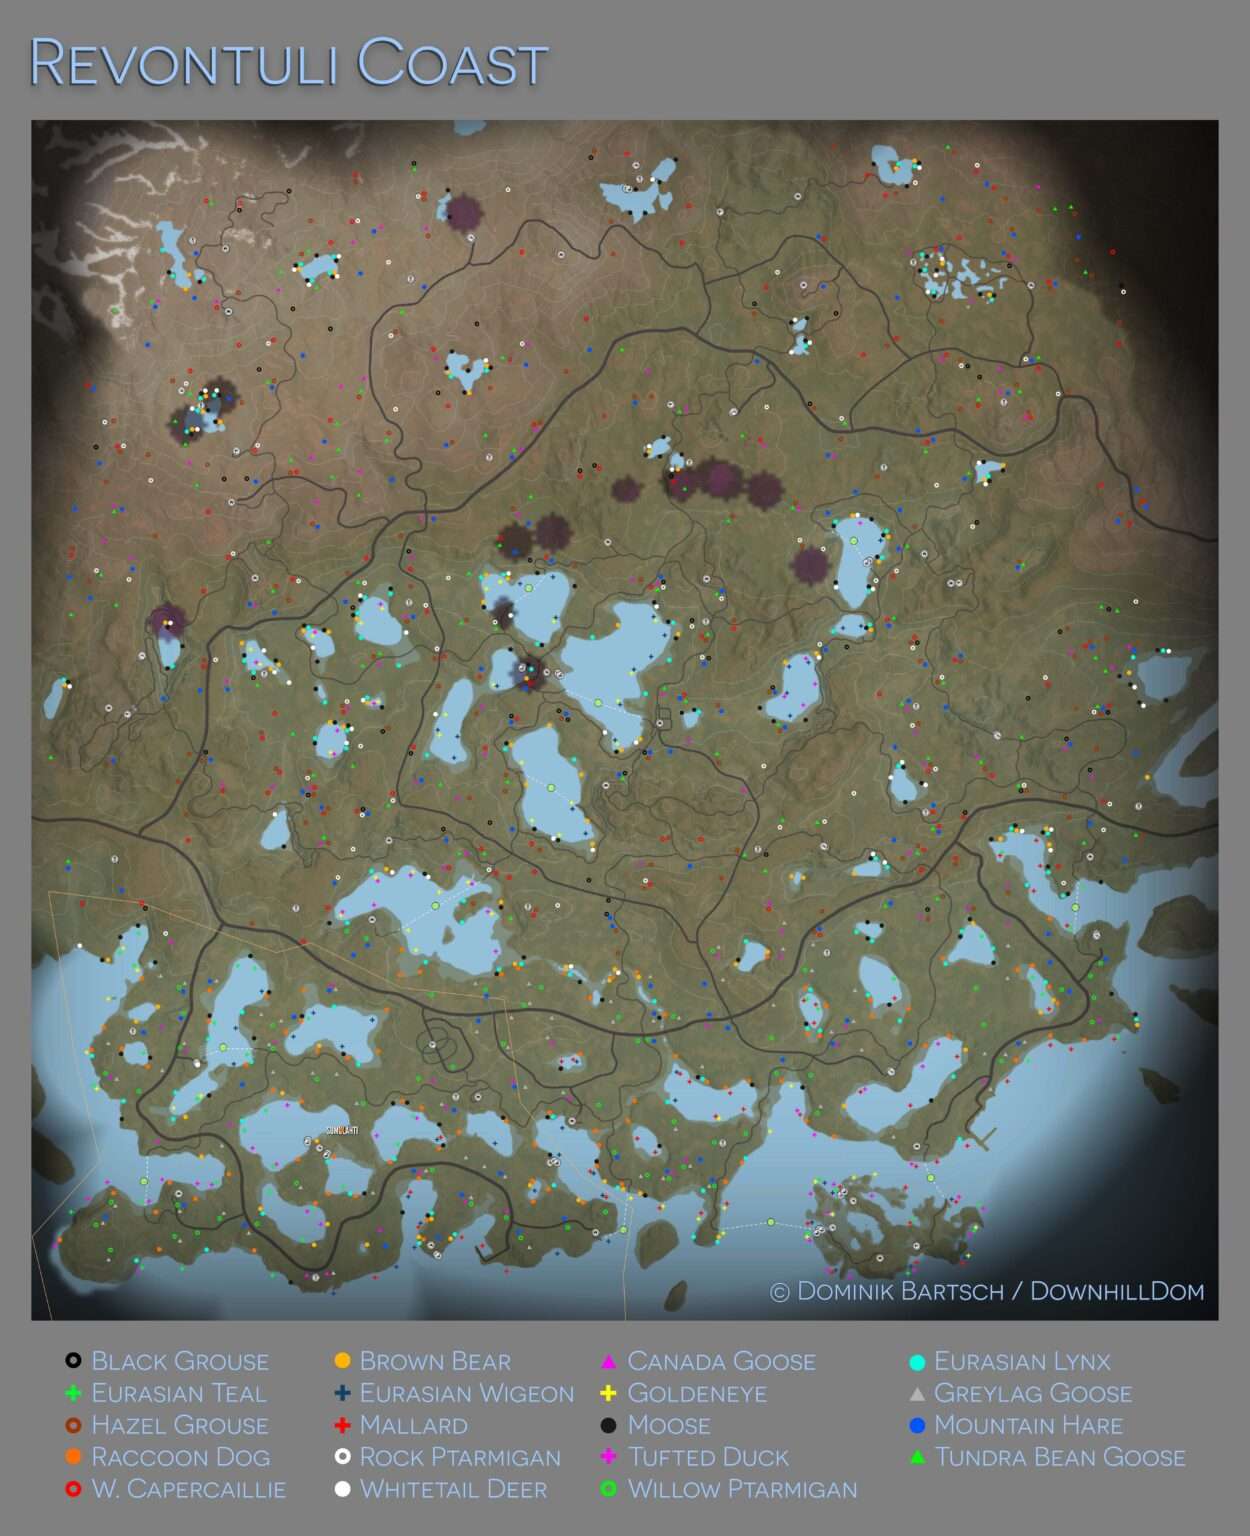 Revontuli Coast
Sumulahti
© Dominik Bartsch / DownhillDom
Black Grouse
Brown Bear
Canada Goose
Eurasian Lynx
Eurasian Teal
Eurasian Wigeon
Goldeneye
Greylag Goose
Hazel Grouse
Mallard
Moose
Mountain Hare
Raccoon Dog
Rock Ptarmigan
Tufted Duck
Tundra Bean Goose
W. Capercaillie
Whitetail Deer
Willow Ptarmigan